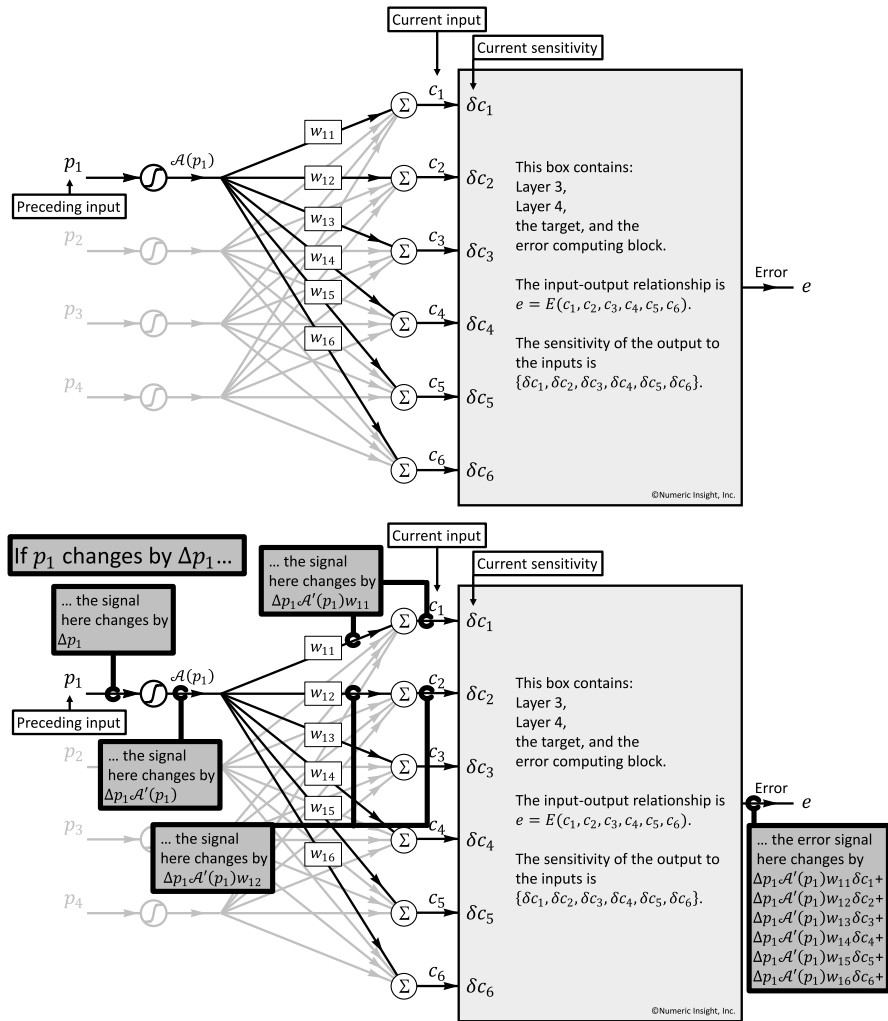 Current input
Current sensitivity
c₁
δc₁
w₁₁
p₁
𝒜(p₁)
w₁₂
c₂
δc₂
This box contains:
Layer 3,
Layer 4,
the target, and the
error computing block.
Preceding input
w₁₃
p₂
c₃
δc₃
w₁₄
The input-output relationship is
e = E(c₁, c₂, c₃, c₄, c₅, c₆).
Error
e
w₁₅
p₃
w₁₆
c₄
δc₄
The sensitivity of the output to
the inputs is
{δc₁, δc₂, δc₃, δc₄, δc₅, δc₆}.
p₄
c₅
δc₅
c₆
δc₆
©Numeric Insight, Inc.
If p₁ changes by Δp₁...
... the signal
here changes by
Δp₁𝒜′(p₁)w₁₁
Current input
Current sensitivity
... the signal
here changes by
Δp₁
c₁
δc₁
w₁₁
p₁
𝒜(p₁)
w₁₂
c₂
δc₂
This box contains:
Layer 3,
Layer 4,
the target, and the
error computing block.
Preceding input
w₁₃
p₂
... the signal
here changes by
Δp₁𝒜′(p₁)
c₃
δc₃
w₁₄
The input-output relationship is
e = E(c₁, c₂, c₃, c₄, c₅, c₆).
Error
e
w₁₅
p₃
... the signal
here changes by
Δp₁𝒜′(p₁)w₁₂
w₁₆
c₄
δc₄
The sensitivity of the output to
the inputs is
{δc₁, δc₂, δc₃, δc₄, δc₅, δc₆}.
... the error signal
here changes by
Δp₁𝒜′(p₁)w₁₁δc₁+
Δp₁𝒜′(p₁)w₁₂δc₂+
Δp₁𝒜′(p₁)w₁₃δc₃+
Δp₁𝒜′(p₁)w₁₄δc₄+
Δp₁𝒜′(p₁)w₁₅δc₅+
Δp₁𝒜′(p₁)w₁₆δc₆+
p₄
c₅
δc₅
c₆
δc₆
©Numeric Insight, Inc.